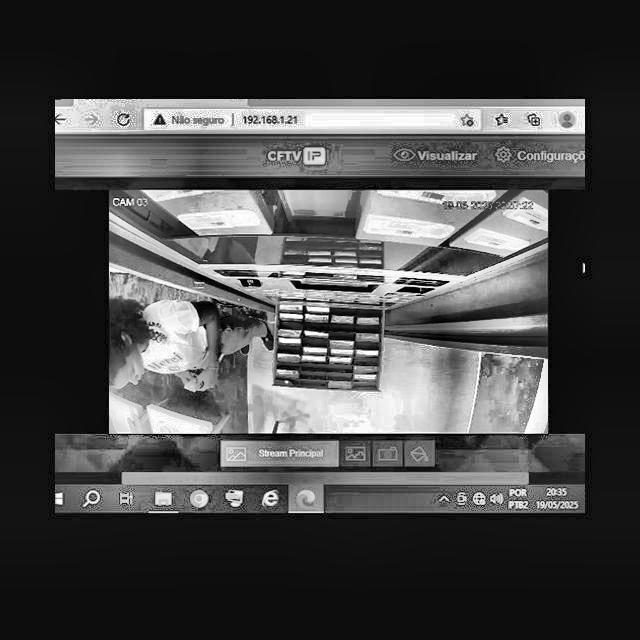 Não seguro | 192.168.1.21
CFTV IP
Visualizar
Configuraçõ
CAM 03
Stream Principal
POR
PTB2
20:35
19/05/2025